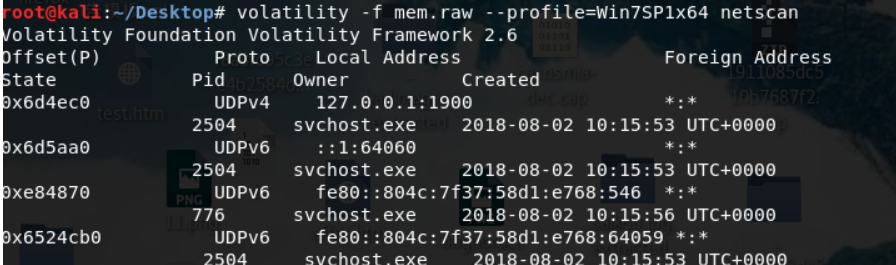 root@kali:~/Desktop# volatility -f mem.raw --profile=Win7SP1x64 netscan
Volatility Foundation Volatility Framework 2.6
Offset(P) Proto Local Address Foreign Address
State Pid Owner Created
0x6d4ec0 UDPv4 127.0.0.1:1900 *:*
2504 svchost.exe 2018-08-02 10:15:53 UTC+0000
0x6d5aa0 UDPv6 ::1:64060 *:*
2504 svchost.exe 2018-08-02 10:15:53 UTC+0000
0xe84870 UDPv6 fe80::804c:7f37:58d1:e768:546 *:*
776 svchost.exe 2018-08-02 10:15:56 UTC+0000
0x6524cb0 UDPv6 fe80::804c:7f37:58d1:e768:64059 *:*
2504 svchost.exe 2018-08-02 10:15:53 UTC+0000
test.htm
PNG